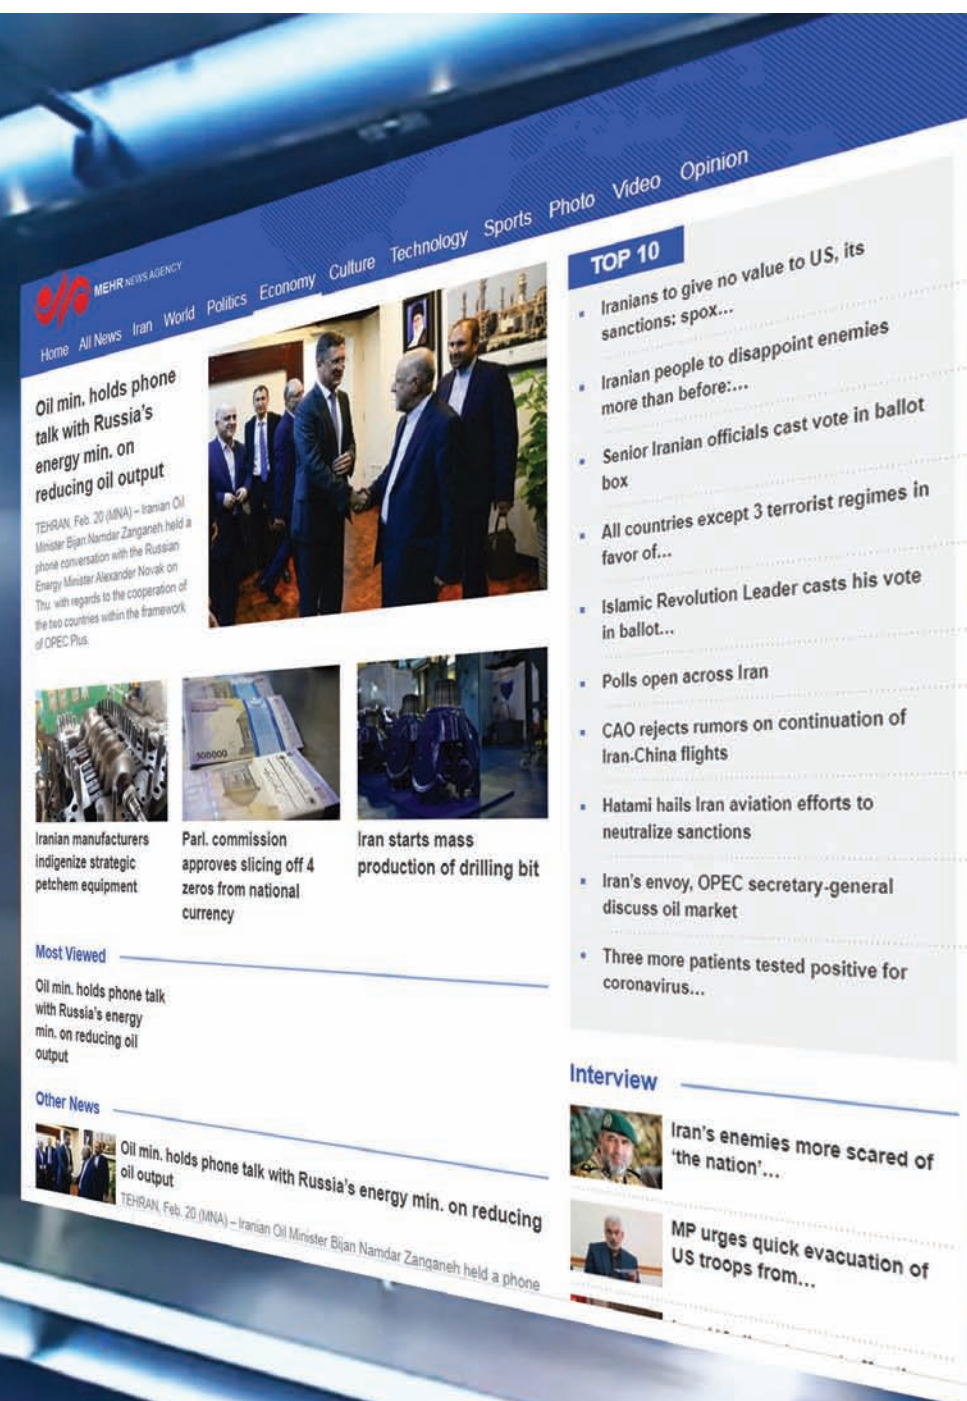 MEHR NEWS AGENCY
Home All News Iran World Politics Economy Culture Technology Sports Photo Video Opinion
Oil min. holds phone
talk with Russia's
energy min. on
reducing oil output
TEHRAN, Feb. 20 (MNA) – Iranian Oil
Minister Bijan Namdar Zanganeh held a
phone conversation with the Russian
Energy Minister Alexander Novak on
Thu. with regards to the cooperation of
the two countries within the framework
of OPEC Plus.
500000
Iranian manufacturers
indigenize strategic
petchem equipment
Parl. commission
approves slicing off 4
zeros from national
currency
Iran starts mass
production of drilling bit
Most Viewed
Oil min. holds phone talk
with Russia's energy
min. on reducing oil
output
Other News
Oil min. holds phone talk with Russia's energy min. on reducing
oil output
TEHRAN, Feb. 20 (MNA) – Iranian Oil Minister Bijan Namdar Zanganeh held a phone
TOP 10
Iranians to give no value to US, its
sanctions: spox...
Iranian people to disappoint enemies
more than before:...
Senior Iranian officials cast vote in ballot
box
All countries except 3 terrorist regimes in
favor of...
Islamic Revolution Leader casts his vote
in ballot...
Polls open across Iran
CAO rejects rumors on continuation of
Iran-China flights
Hatami hails Iran aviation efforts to
neutralize sanctions
Iran's envoy, OPEC secretary-general
discuss oil market
Three more patients tested positive for
coronavirus...
Interview
Iran's enemies more scared of
'the nation'...
MP urges quick evacuation of
US troops from...